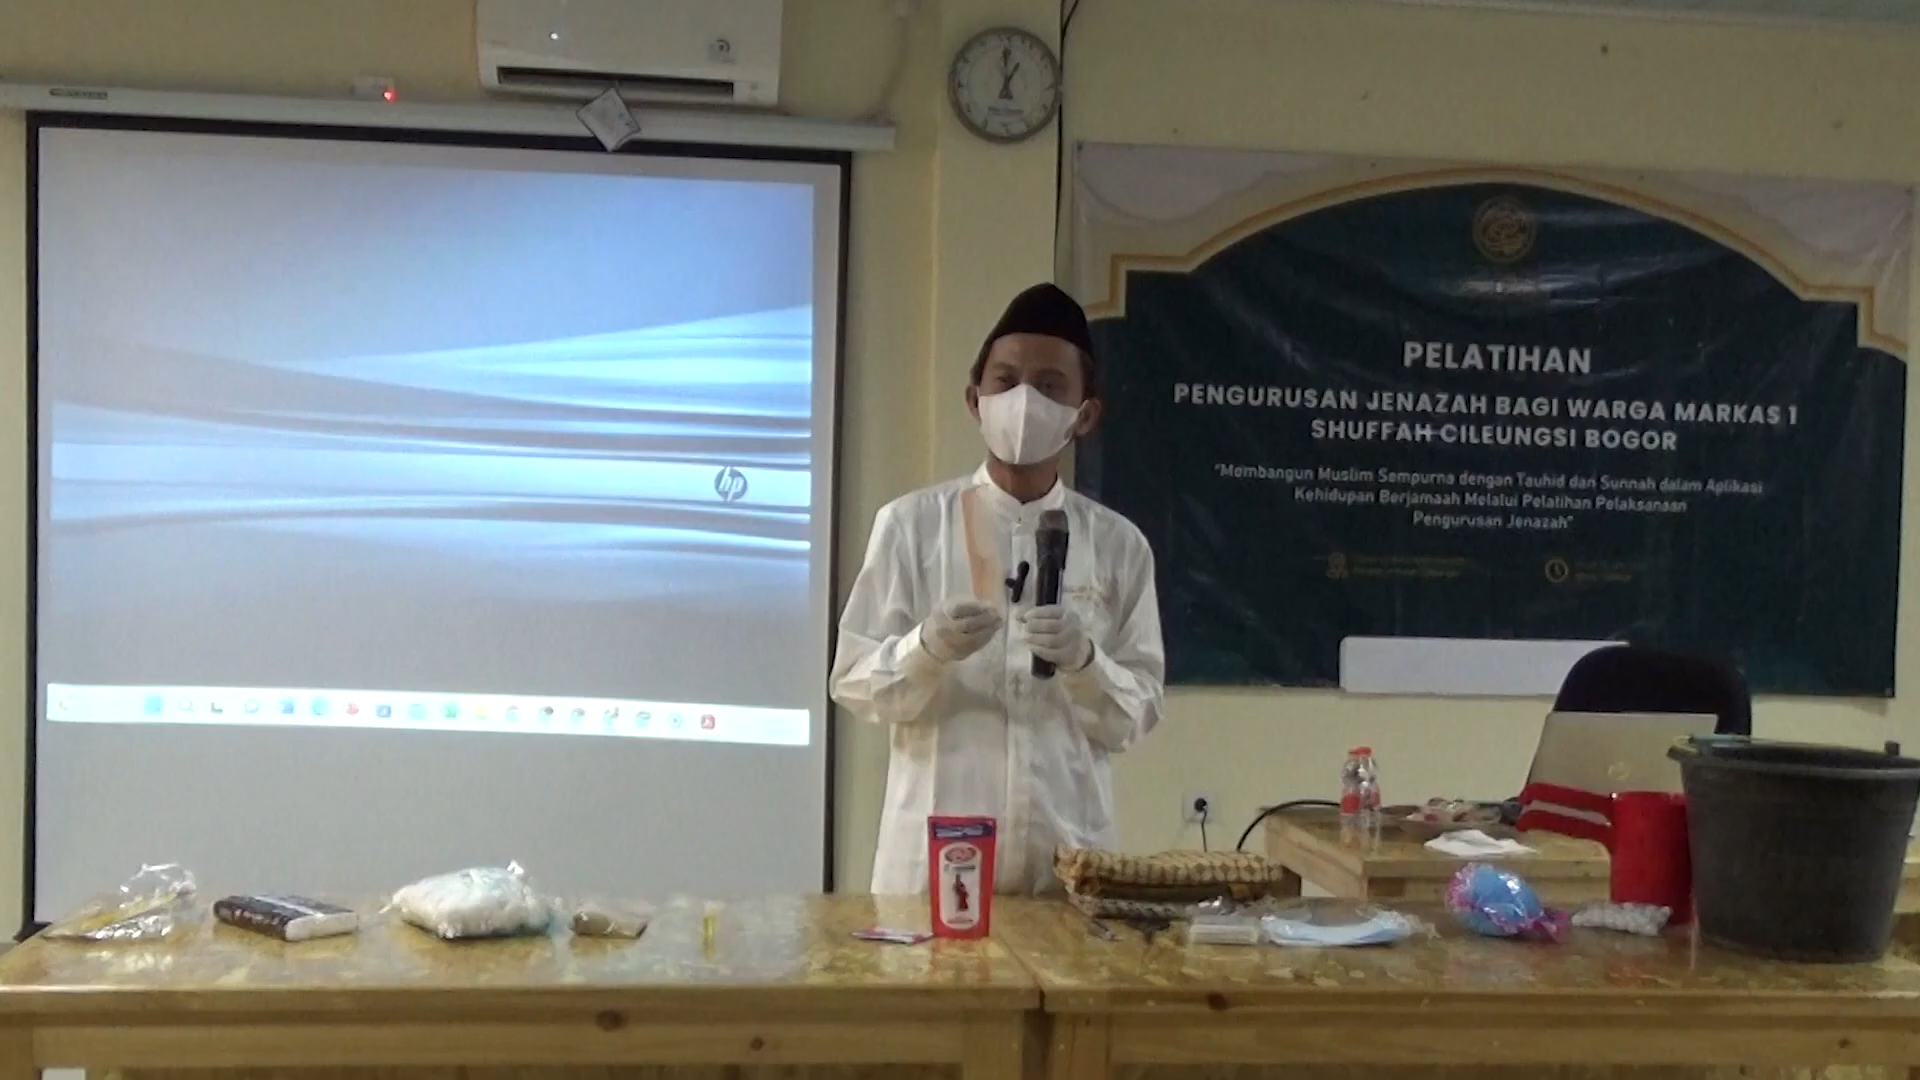 hp
PELATIHAN
PENGURUSAN JENAZAH BAGI WARGA MARKAS 1
SHUFFAH CILEUNGSI BOGOR
"Membangun Muslim Sempurna dengan Tauhid dan Sunnah dalam Aplikasi
Kehidupan Berjamaah Melalui Pelatihan Pelaksanaan
Pengurusan Jenazah"